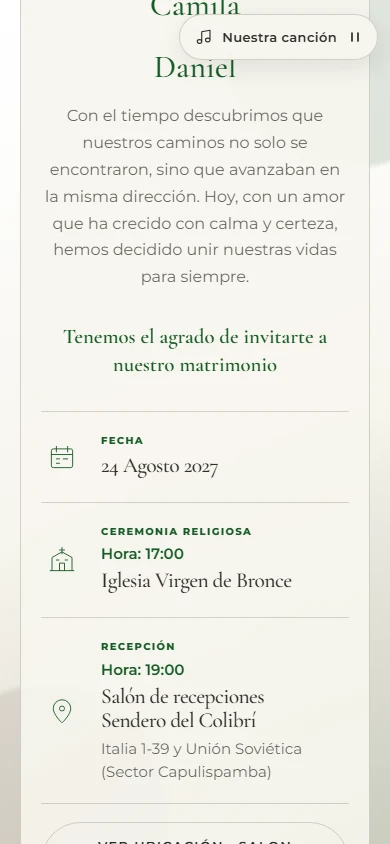 Camila
Nuestra canción
Daniel
Con el tiempo descubrimos que
nuestros caminos no solo se
encontraron, sino que avanzaban en
la misma dirección. Hoy, con un amor
que ha crecido con calma y certeza,
hemos decidido unir nuestras vidas
para siempre.
Tenemos el agrado de invitarte a
nuestro matrimonio
FECHA
24 Agosto 2027
CEREMONIA RELIGIOSA
Hora: 17:00
Iglesia Virgen de Bronce
RECEPCIÓN
Hora: 19:00
Salón de recepciones
Sendero del Colibrí
Italia 1-39 y Unión Soviética
(Sector Capulispamba)
VER UBICACIÓN - SALON